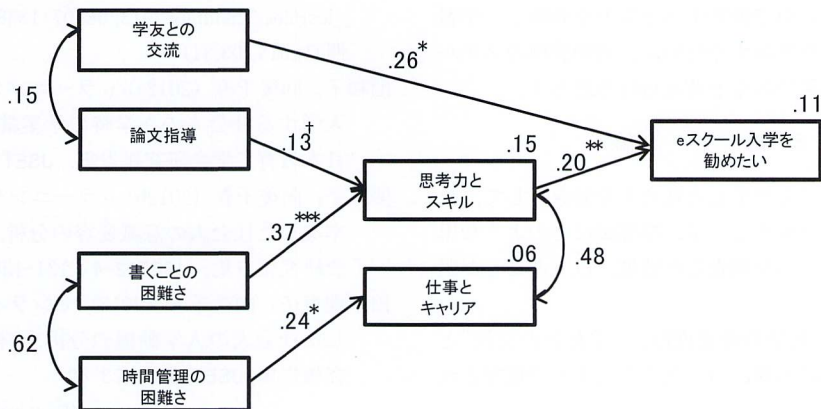 学友との
交流
.26*
.15
.11
論文指導
.13†
.15
eスクール入学を
勧めたい
.20**
思考力と
スキル
.37***
書くことの
困難さ
.06
.48
仕事と
キャリア
.24*
.62
時間管理の
困難さ